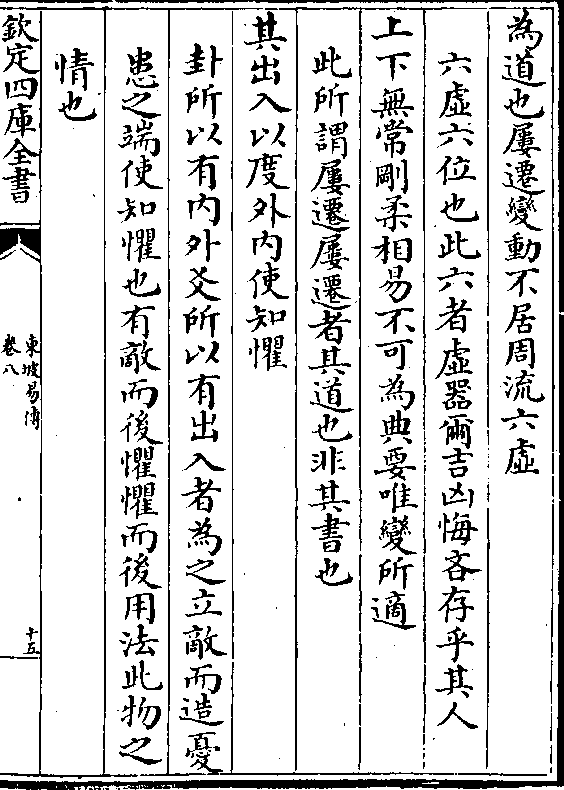 為道也屢遷變動不居周流六虛
六虛六位也此六者虛器爾吉凶悔吝存乎其人
上下無常剛柔相易不可為典要唯變所適
此所謂屢遷屢遷者其道也非其書也
其出入以度外内使知懼
卦所以有内外爻所以有出入者為之立敵而造憂
患之端使知懼也有敵而後懼懼而後用法此物之
情也
欽定四庫全書
東坡易傳
卷八
十五